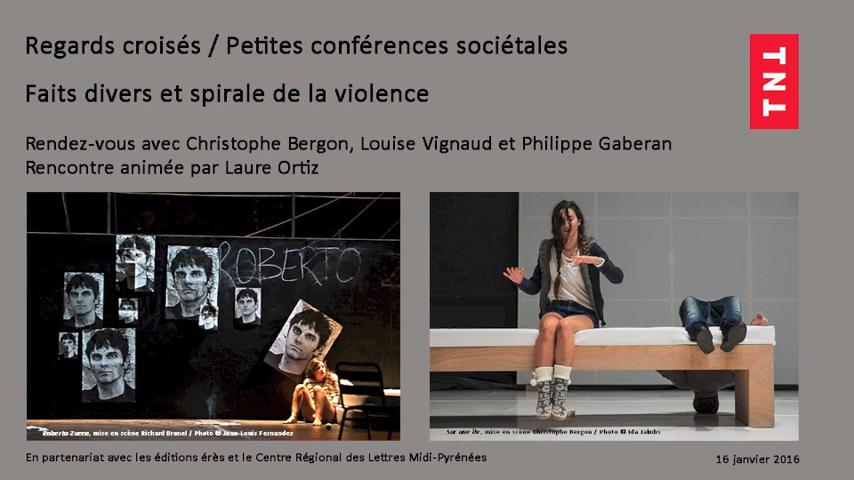 Regards croisés / Petites conférences sociétales
Faits divers et spirale de la violence
TNT
Rendez-vous avec Christophe Bergon, Louise Vignaud et Philippe Gaberan
Rencontre animée par Laure Ortiz
ROBERTO
Roberto Zucco, mise en scène Richard Brunel / Photo © Jean-Louis Fernandez
Sur une île, mise en scène Christophe Bergon / Photo © Ida Jakobs
En partenariat avec les éditions érès et le Centre Régional des Lettres Midi-Pyrénées
16 janvier 2016